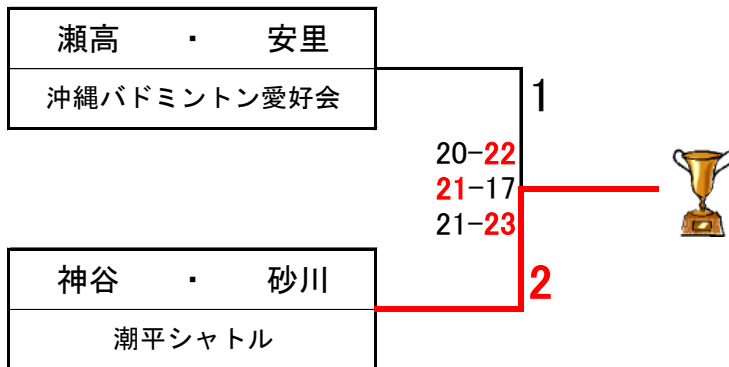 瀬高 ・ 安里
沖縄バドミントン愛好会
1
20-22
21-17
21-23
神谷 ・ 砂川
2
潮平シャトル